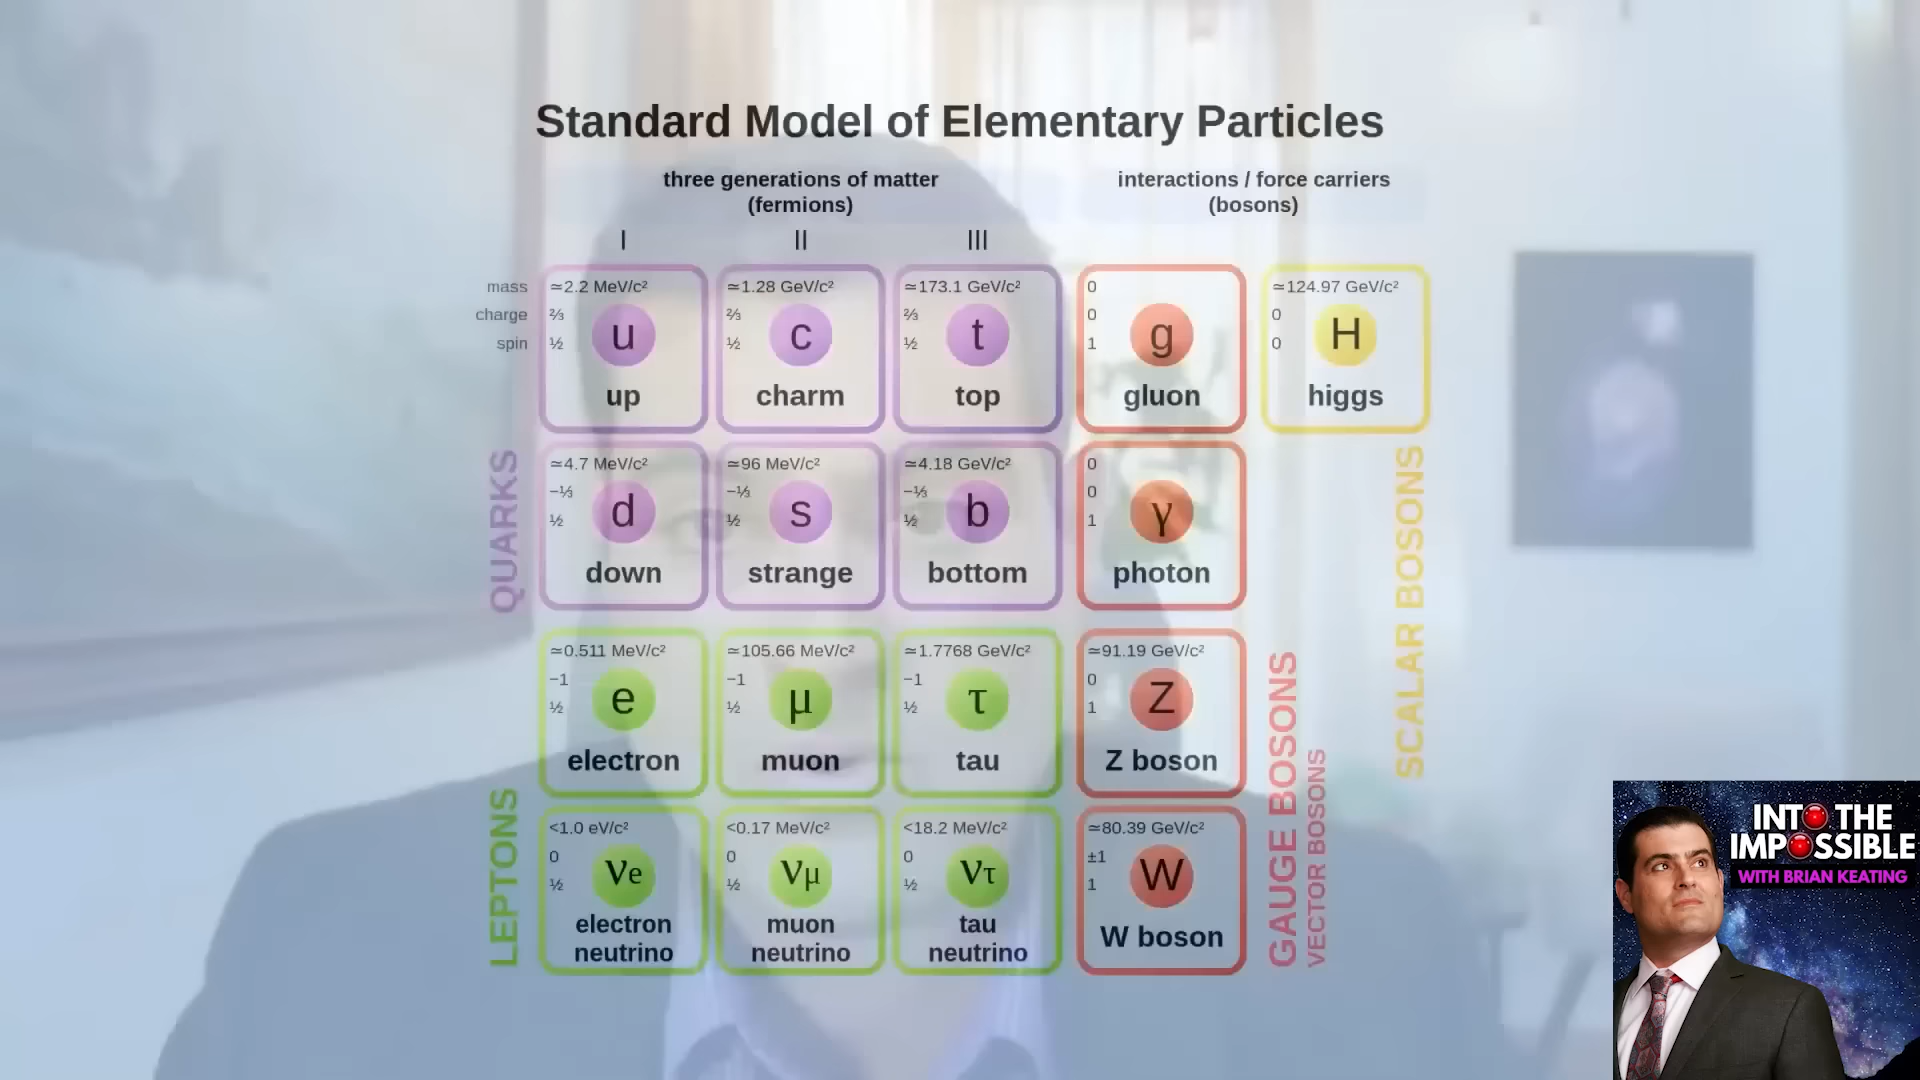 Standard Model of Elementary Particles
three generations of matter
(fermions)
interactions / force carriers
(bosons)
I II III
mass
charge
spin
≃2.2 MeV/c²
⅔
½
u
up
≃1.28 GeV/c²
⅔
½
c
charm
≃173.1 GeV/c²
⅔
½
t
top
0
0
1
g
gluon
≃124.97 GeV/c²
0
0
H
higgs
QUARKS
≃4.7 MeV/c²
−⅓
½
d
down
≃96 MeV/c²
−⅓
½
s
strange
≃4.18 GeV/c²
−⅓
½
b
bottom
0
0
1
γ
photon
SCALAR BOSONS
LEPTONS
≃0.511 MeV/c²
−1
½
e
electron
≃105.66 MeV/c²
−1
½
μ
muon
≃1.7768 GeV/c²
−1
½
τ
tau
≃91.19 GeV/c²
0
1
Z
Z boson
<1.0 eV/c²
0
½
νe
electron
neutrino
<0.17 MeV/c²
0
½
νμ
muon
neutrino
<18.2 MeV/c²
0
½
ντ
tau
neutrino
≃80.39 GeV/c²
±1
1
W
W boson
GAUGE BOSONS
VECTOR BOSONS
INTO THE
IMPOSSIBLE
WITH BRIAN KEATING